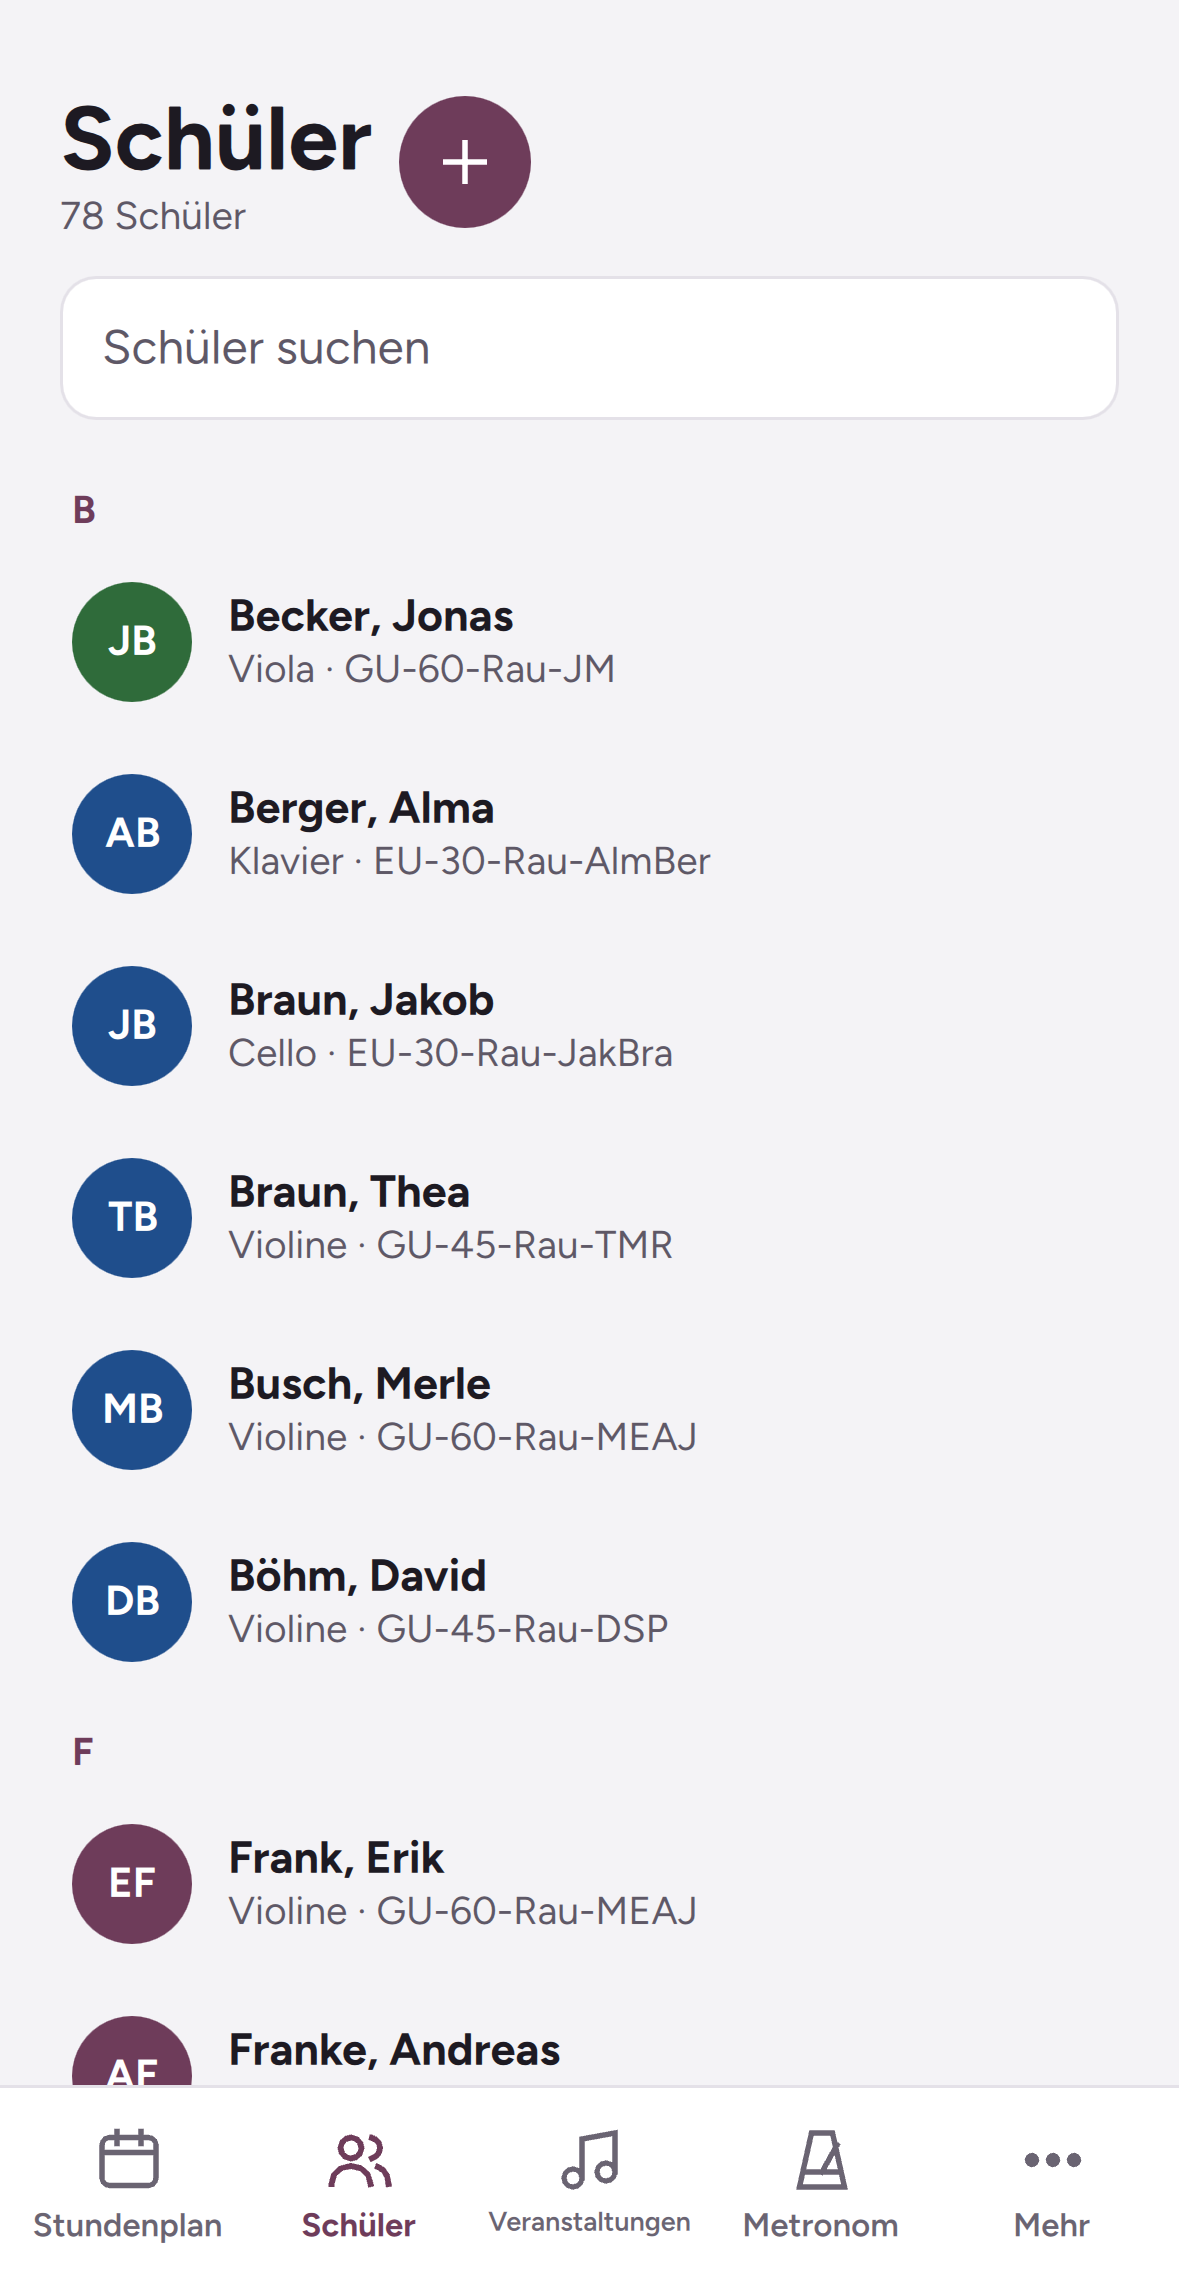 Schüler
78 Schüler
Schüler suchen
B
JB
Becker, Jonas
Viola · GU-60-Rau-JM
AB
Berger, Alma
Klavier · EU-30-Rau-AlmBer
JB
Braun, Jakob
Cello · EU-30-Rau-JakBra
TB
Braun, Thea
Violine · GU-45-Rau-TMR
MB
Busch, Merle
Violine · GU-60-Rau-MEAJ
DB
Böhm, David
Violine · GU-45-Rau-DSP
F
EF
Frank, Erik
Violine · GU-60-Rau-MEAJ
AF
Franke, Andreas
Stundenplan
Schüler
Veranstaltungen
Metronom
Mehr